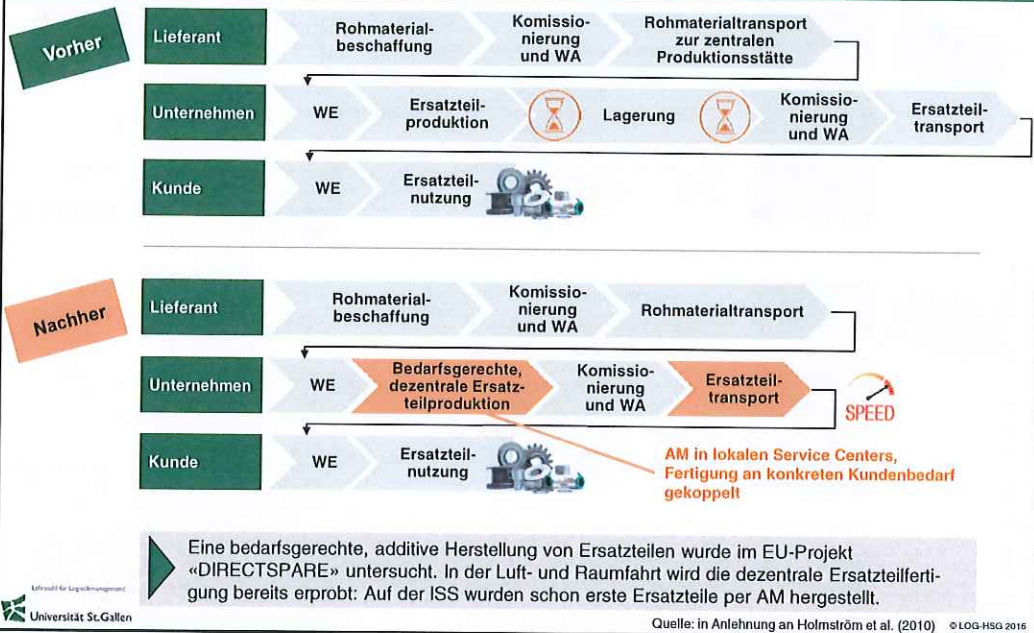 Vorher
Lieferant
Rohmaterial-
beschaffung
Komissio-
nierung
und WA
Rohmaterialtransport
zur zentralen
Produktionsstätte
Unternehmen
WE
Ersatzteil-
produktion
Lagerung
Komissio-
nierung
und WA
Ersatzteil-
transport
Kunde
WE
Ersatzteil-
nutzung
Nachher
Lieferant
Rohmaterial-
beschaffung
Komissio-
nierung
und WA
Rohmaterialtransport
Unternehmen
WE
Bedarfsgerechte,
dezentrale Ersatz-
teilproduktion
Komissio-
nierung
und WA
Ersatzteil-
transport
SPEED
Kunde
WE
Ersatzteil-
nutzung
AM in lokalen Service Centers,
Fertigung an konkreten Kundenbedarf
gekoppelt
Eine bedarfsgerechte, additive Herstellung von Ersatzteilen wurde im EU-Projekt
«DIRECTSPARE» untersucht. In der Luft- und Raumfahrt wird die dezentrale Ersatzteilferti-
gung bereits erprobt: Auf der ISS wurden schon erste Ersatzteile per AM hergestellt.
Lehrstuhl für Logistikmanagement
Universität St.Gallen
Quelle: in Anlehnung an Holmström et al. (2010) © LOG-HSG 2016